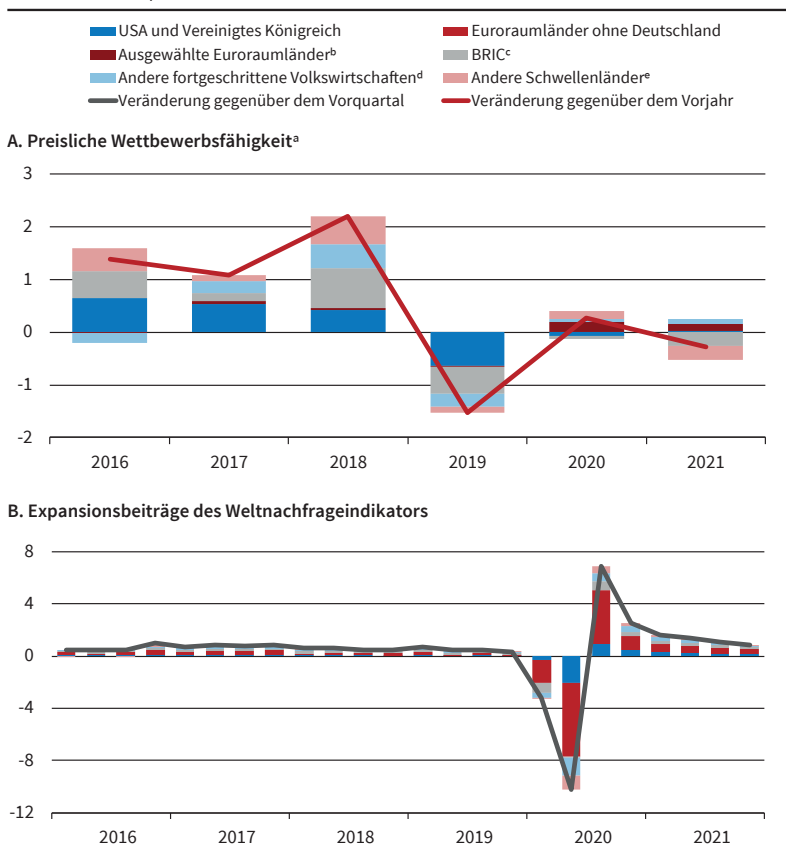 USA und Vereinigtes Königreich Euroraumländer ohne Deutschland
Ausgewählte Euroraumländerᵇ BRICᶜ
Andere fortgeschrittene Volkswirtschaftenᵈ Andere Schwellenländerᵉ
Veränderung gegenüber dem Vorquartal Veränderung gegenüber dem Vorjahr
A. Preisliche Wettbewerbsfähigkeitᵃ
3
2
1
0
-1
-2
2016 2017 2018 2019 2020 2021
B. Expansionsbeiträge des Weltnachfrageindikators
8
4
0
-4
-8
-12
2016 2017 2018 2019 2020 2021